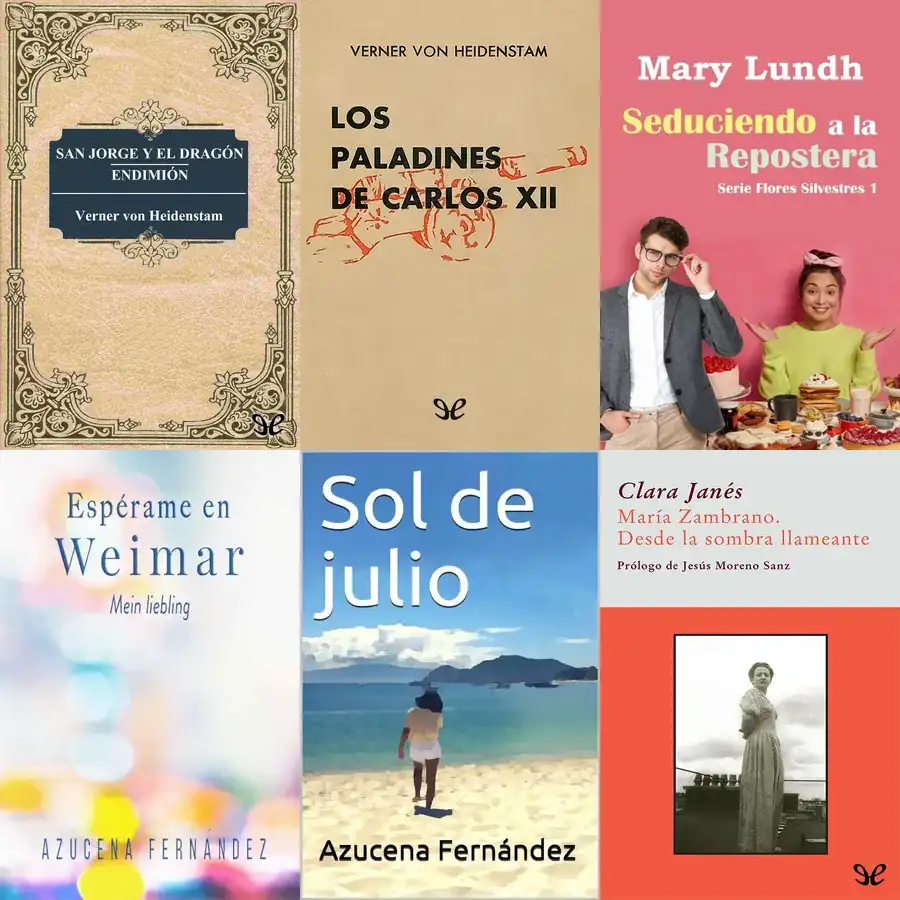 SAN JORGE Y EL DRAGÓN
ENDIMIÓN
Verner von Heidenstam
VERNER VON HEIDENSTAM
LOS
PALADINES
DE CARLOS XII
Mary Lundh
Seduciendo a la
Repostera
Serie Flores Silvestres 1
Espérame en
Weimar
Mein liebling
AZUCENA FERNÁNDEZ
Sol de
julio
Azucena Fernández
Clara Janés
María Zambrano.
Desde la sombra llameante
Prólogo de Jesús Moreno Sanz